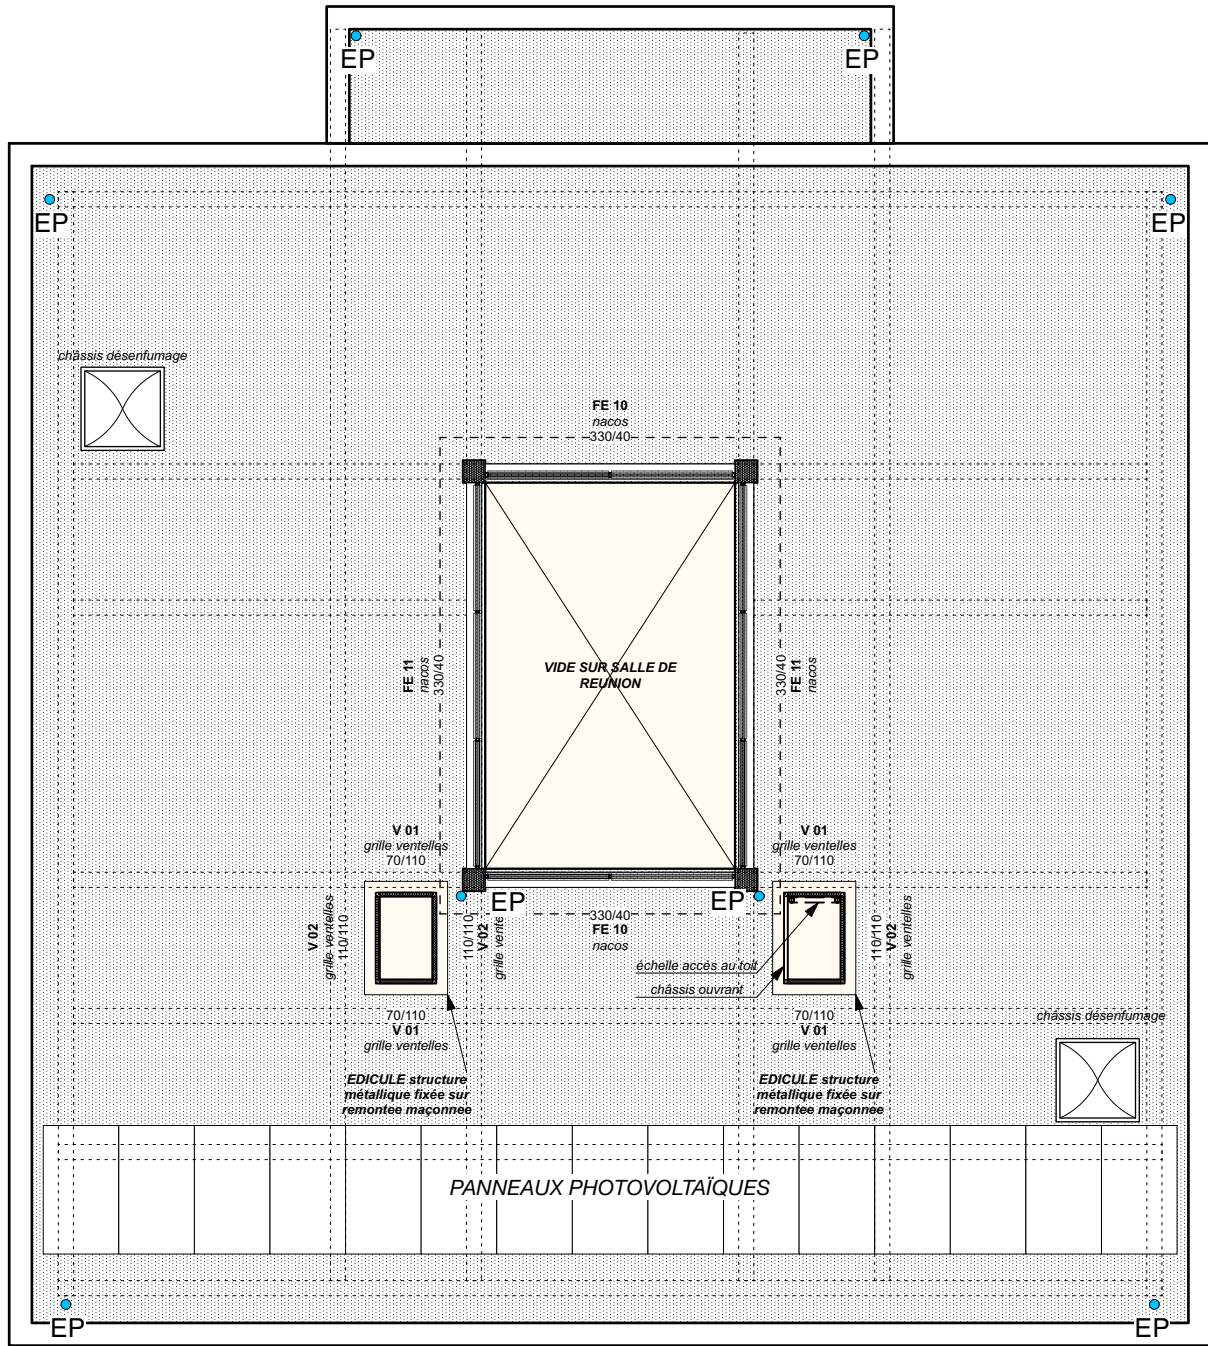 EP
EP
EP
EP
châssis désenfumage
FE 10
nacos
330/40
FE 11
nacos
330/40
VIDE SUR SALLE DE
REUNION
330/40
FE 11
nacos
V 01
grille ventelles
70/110
V 01
grille ventelles
70/110
EP
EP
V 02
grille ventelles
110/110
110/110
V 02
grille vente
330/40
FE 10
nacos
110/110
V 02
grille ventelles
échelle accès au toit
châssis ouvrant
70/110
V 01
grille ventelles
70/110
V 01
grille ventelles
châssis désenfumage
EDICULE structure
métallique fixée sur
remontee maçonnee
EDICULE structure
métallique fixée sur
remontee maçonnee
PANNEAUX PHOTOVOLTAÏQUES
EP
EP